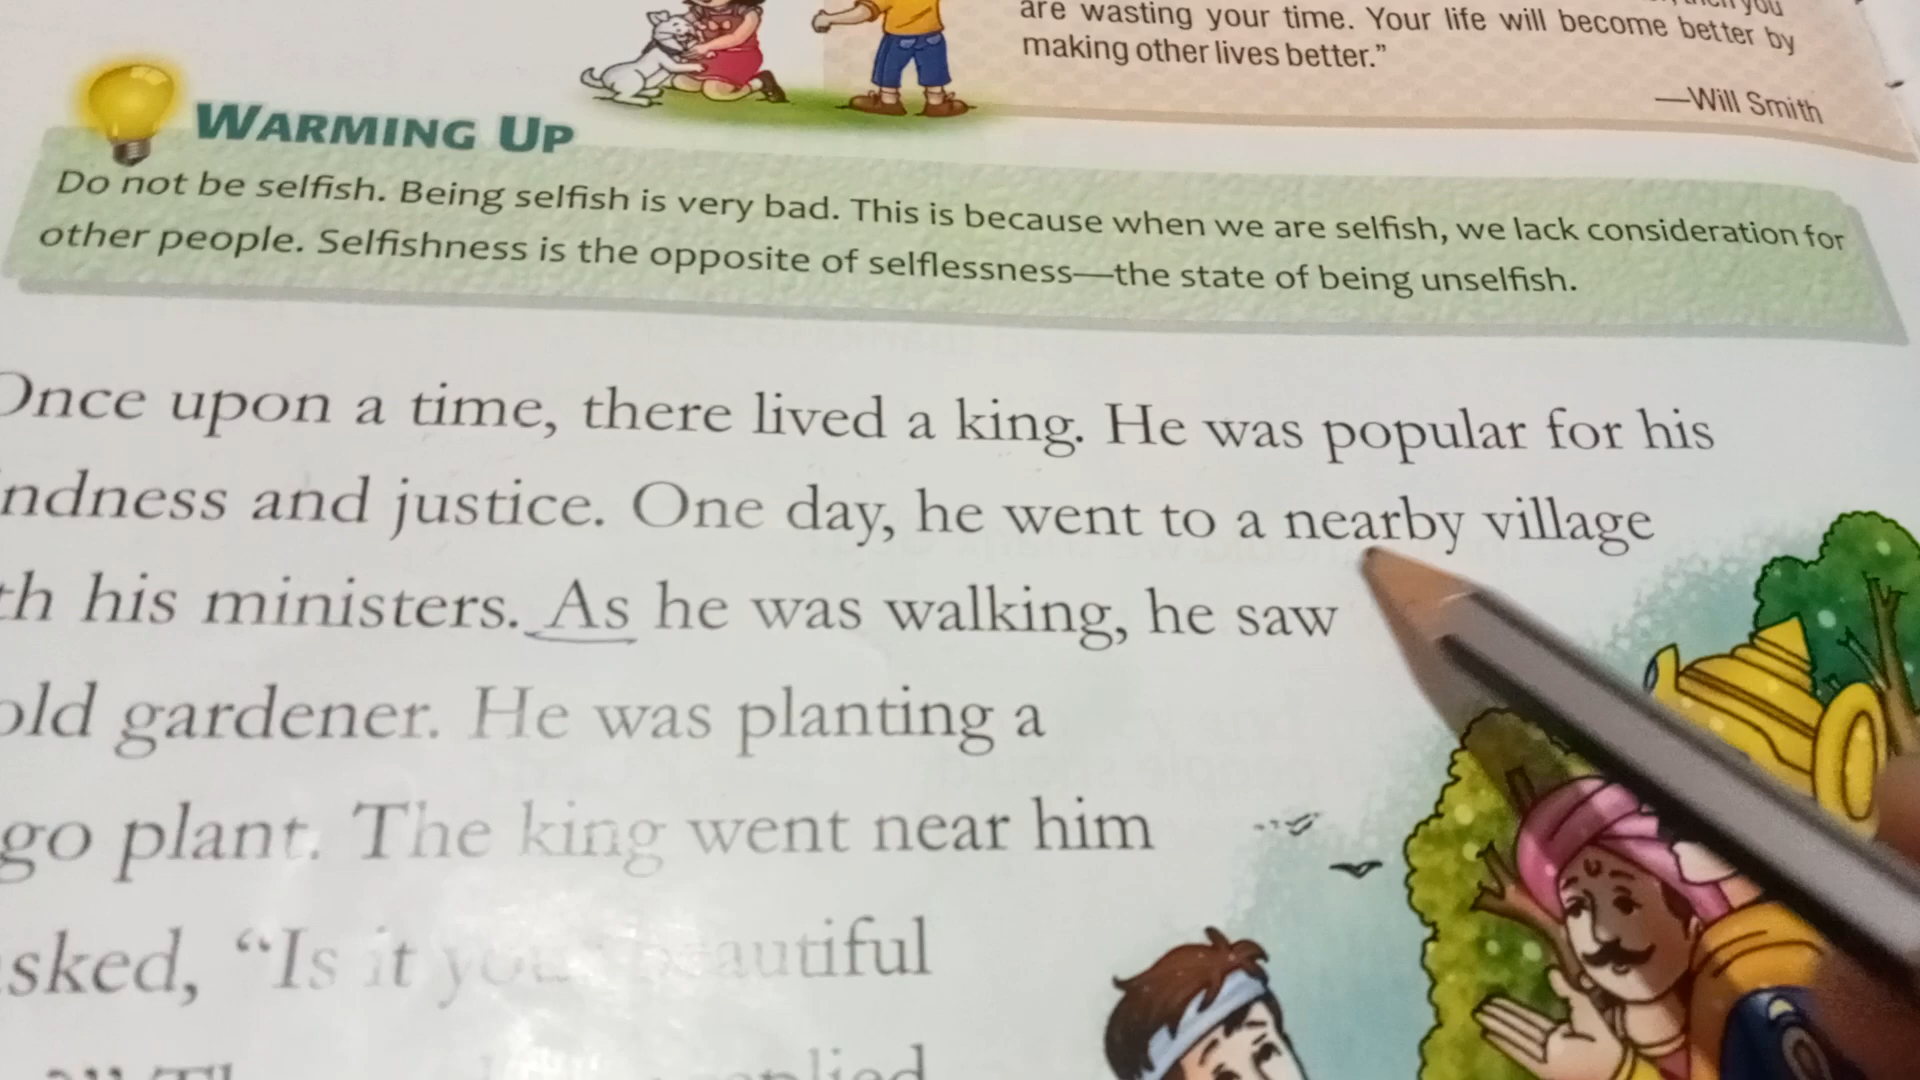 are wasting your time. Your life will become better by
making other lives better.”
—Will Smith
WARMING UP
Do not be selfish. Being selfish is very bad. This is because when we are selfish, we lack consideration for
other people. Selfishness is the opposite of selflessness—the state of being unselfish.
Once upon a time, there lived a king. He was popular for his
ndness and justice. One day, he went to a nearby village
th his ministers. As he was walking, he saw
old gardener. He was planting a
go plant. The king went near him
sked, “Is it your beautiful